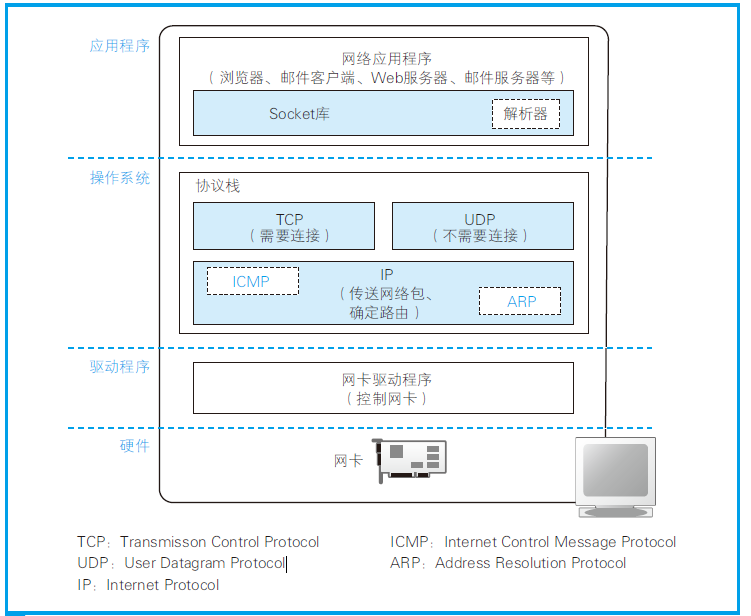 应用程序
网络应用程序
（浏览器、邮件客户端、Web服务器、邮件服务器等）
Socket库
解析器
操作系统
协议栈
TCP
（需要连接）
UDP
（不需要连接）
ICMP
IP
（传送网络包、
确定路由）
ARP
驱动程序
网卡驱动程序
（控制网卡）
硬件
网卡
TCP：Transmisson Control Protocol
UDP：User Datagram Protocol
IP：Internet Protocol
ICMP：Internet Control Message Protocol
ARP：Address Resolution Protocol